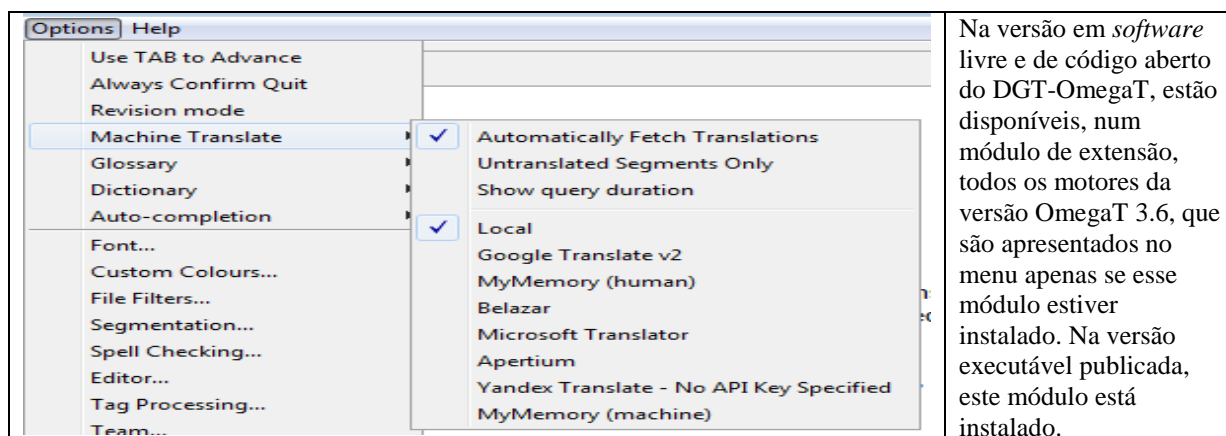 Options Help
Use TAB to Advance
Always Confirm Quit
Revision mode
Machine Translate
Glossary
Dictionary
Auto-completion
Font...
Custom Colours...
File Filters...
Segmentation...
Spell Checking...
Editor...
Tag Processing...
Team...
Automatically Fetch Translations
Untranslated Segments Only
Show query duration
Local
Google Translate v2
MyMemory (human)
Belazar
Microsoft Translator
Apertium
Yandex Translate - No API Key Specified
MyMemory (machine)
Na versão em software
livre e de código aberto
do DGT-OmegaT, estão
disponíveis, num
módulo de extensão,
todos os motores da
versão OmegaT 3.6, que
são apresentados no
menu apenas se esse
módulo estiver
instalado. Na versão
executável publicada,
este módulo está
instalado.